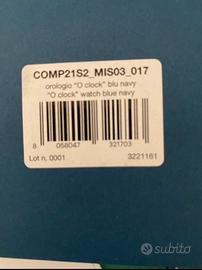 COMP21S2_MIS03_017
orologio "O clock" blu navy
"O clock" watch blue navy
8 058047 321703
Lot n. 0001 3221161
subito